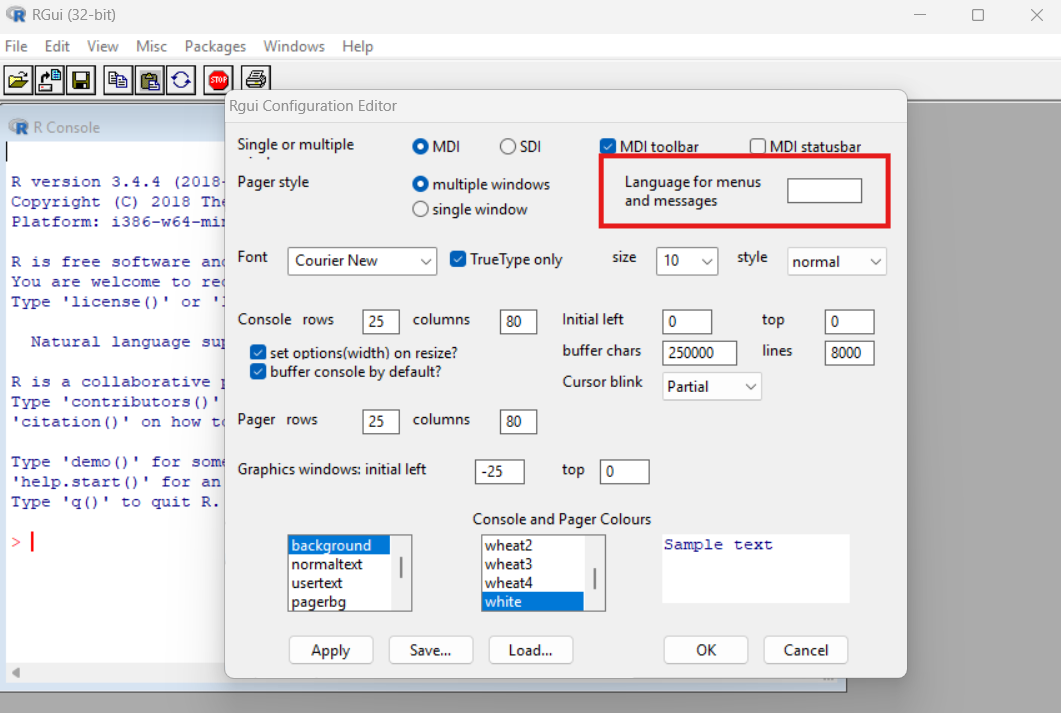 RGui (32-bit)
File Edit View Misc Packages Windows Help
STOP
Rgui Configuration Editor
R Console
Single or multiple MDI SDI MDI toolbar MDI statusbar
Pager style multiple windows
single window
Language for menus
and messages
Font Courier New TrueType only size 10 style normal
Console rows 25 columns 80 Initial left 0 top 0
set options(width) on resize? buffer chars 250000 lines 8000
buffer console by default? Cursor blink Partial
Pager rows 25 columns 80
Graphics windows: initial left -25 top 0
Console and Pager Colours
background
normaltext
usertext
pagerbg
wheat2
wheat3
wheat4
white
Sample text
Apply Save... Load... OK Cancel
R version 3.4.4 (2018-
Copyright (C) 2018 The
Platform: i386-w64-min
R is free software and
You are welcome to red
Type 'license()' or 'l
Natural language sup
R is a collaborative p
Type 'contributors()'
'citation()' on how to
Type 'demo()' for some
'help.start()' for an
Type 'q()' to quit R.
>